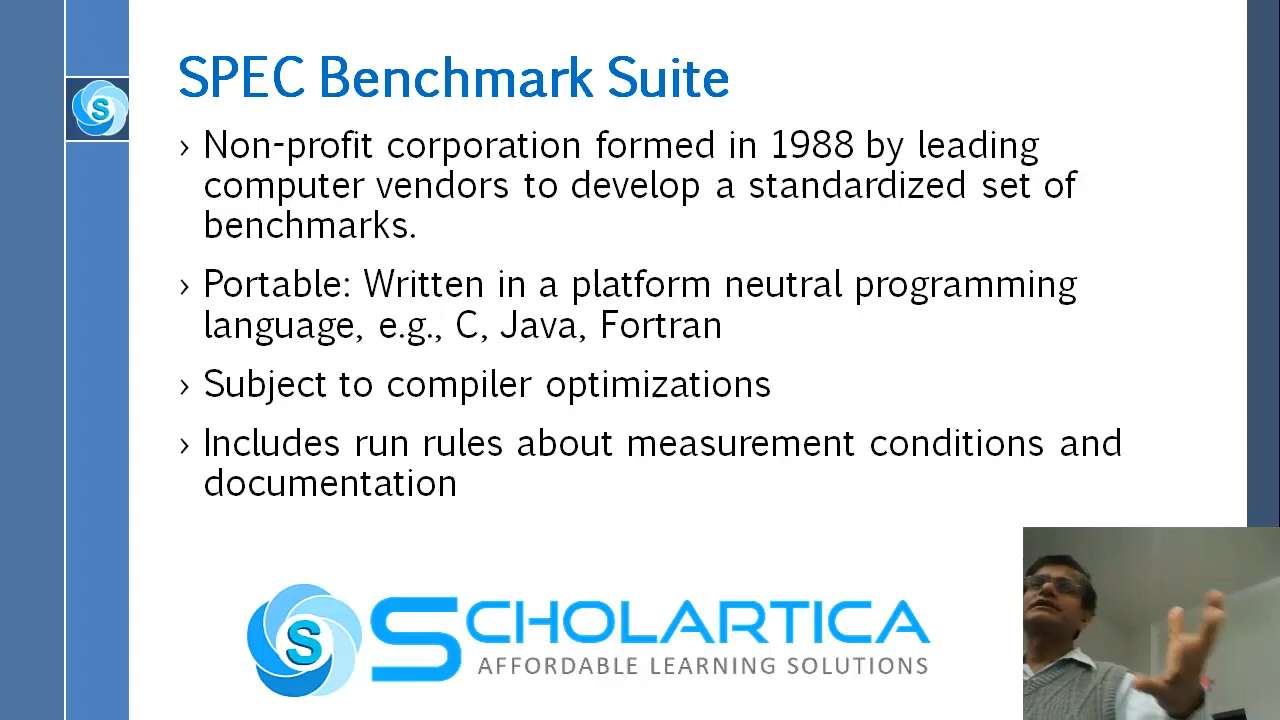 SPEC Benchmark Suite
› Non-profit corporation formed in 1988 by leading
computer vendors to develop a standardized set of
benchmarks.
› Portable: Written in a platform neutral programming
language, e.g., C, Java, Fortran
› Subject to compiler optimizations
› Includes run rules about measurement conditions and
documentation
S
S
SCHOLARTICA
AFFORDABLE LEARNING SOLUTIONS